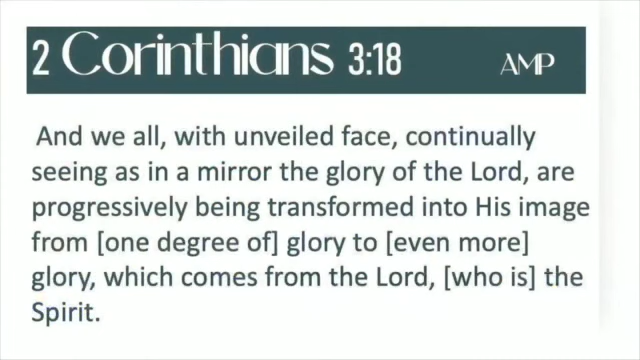 2 Corinthians 3:18 AMP
And we all, with unveiled face, continually
seeing as in a mirror the glory of the Lord, are
progressively being transformed into His image
from [one degree of] glory to [even more]
glory, which comes from the Lord, [who is] the
Spirit.